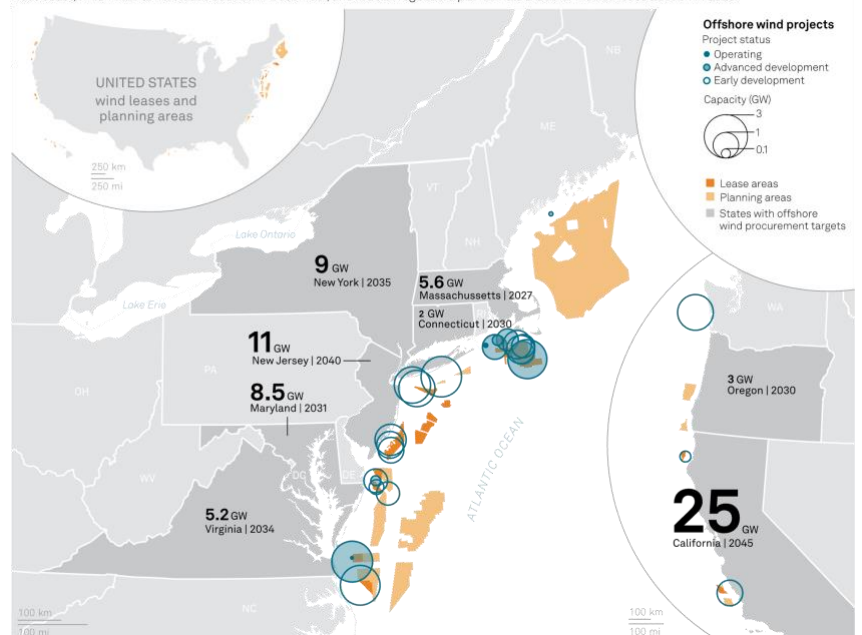 Offshore wind projects
Project status
Operating
Advanced development
Early development
Capacity (GW)
3
1
0.1
Lease areas
Planning areas
States with offshore
wind procurement targets
UNITED STATES
wind leases and
planning areas
250 km
250 mi
NB
ME
VT
NH
Lake Ontario
Lake Erie
9 GW
New York | 2035
5.6 GW
Massachussetts | 2027
2 GW
Connecticut | 2030
RI
11 GW
New Jersey | 2040
8.5 GW
Maryland | 2031
PA
OH
WV
DC
DE
5.2 GW
Virginia | 2034
NC
ATLANTIC OCEAN
100 km
100 mi
WA
3 GW
Oregon | 2030
25 GW
California | 2045
100 km
100 mi